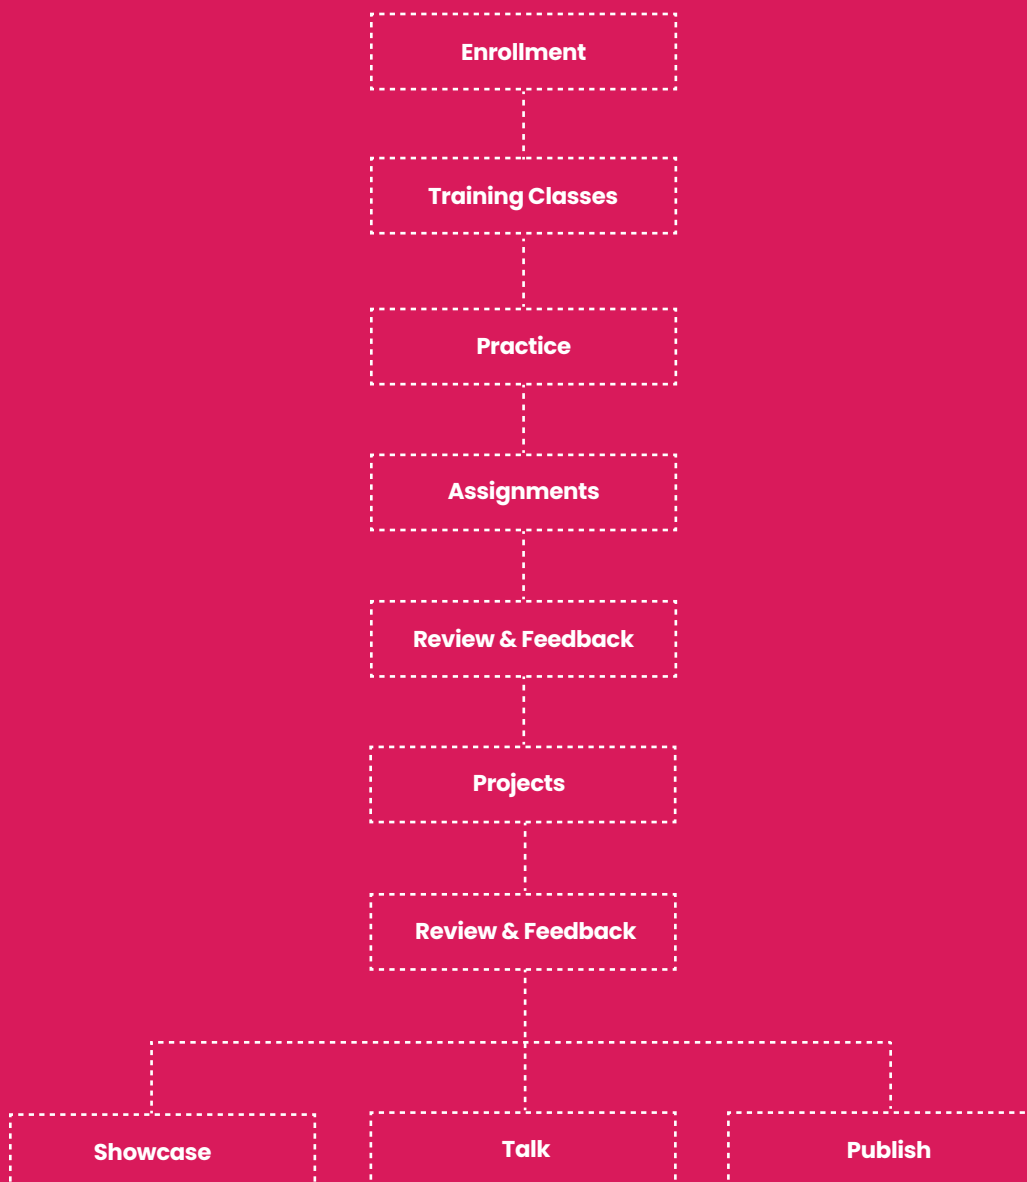 Enrollment
Training Classes
Practice
Assignments
Review & Feedback
Projects
Review & Feedback
Showcase
Talk
Publish